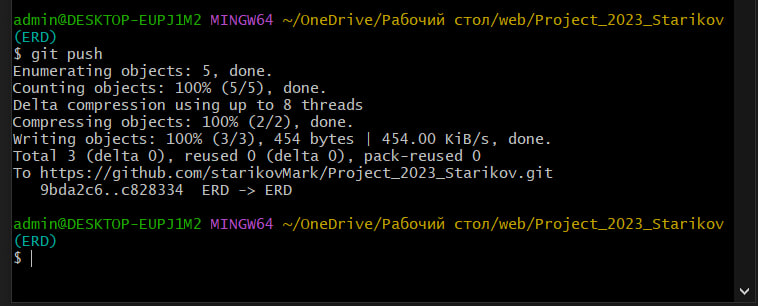 admin@DESKTOP-EUPJ1M2 MINGW64 ~/OneDrive/Рабочий стол/web/Project_2023_Starikov
(ERD)
$ git push
Enumerating objects: 5, done.
Counting objects: 100% (5/5), done.
Delta compression using up to 8 threads
Compressing objects: 100% (2/2), done.
Writing objects: 100% (3/3), 454 bytes | 454.00 KiB/s, done.
Total 3 (delta 0), reused 0 (delta 0), pack-reused 0
To https://github.com/starikovMark/Project_2023_Starikov.git
   9bda2c6..c828334  ERD -> ERD
admin@DESKTOP-EUPJ1M2 MINGW64 ~/OneDrive/Рабочий стол/web/Project_2023_Starikov
(ERD)
$